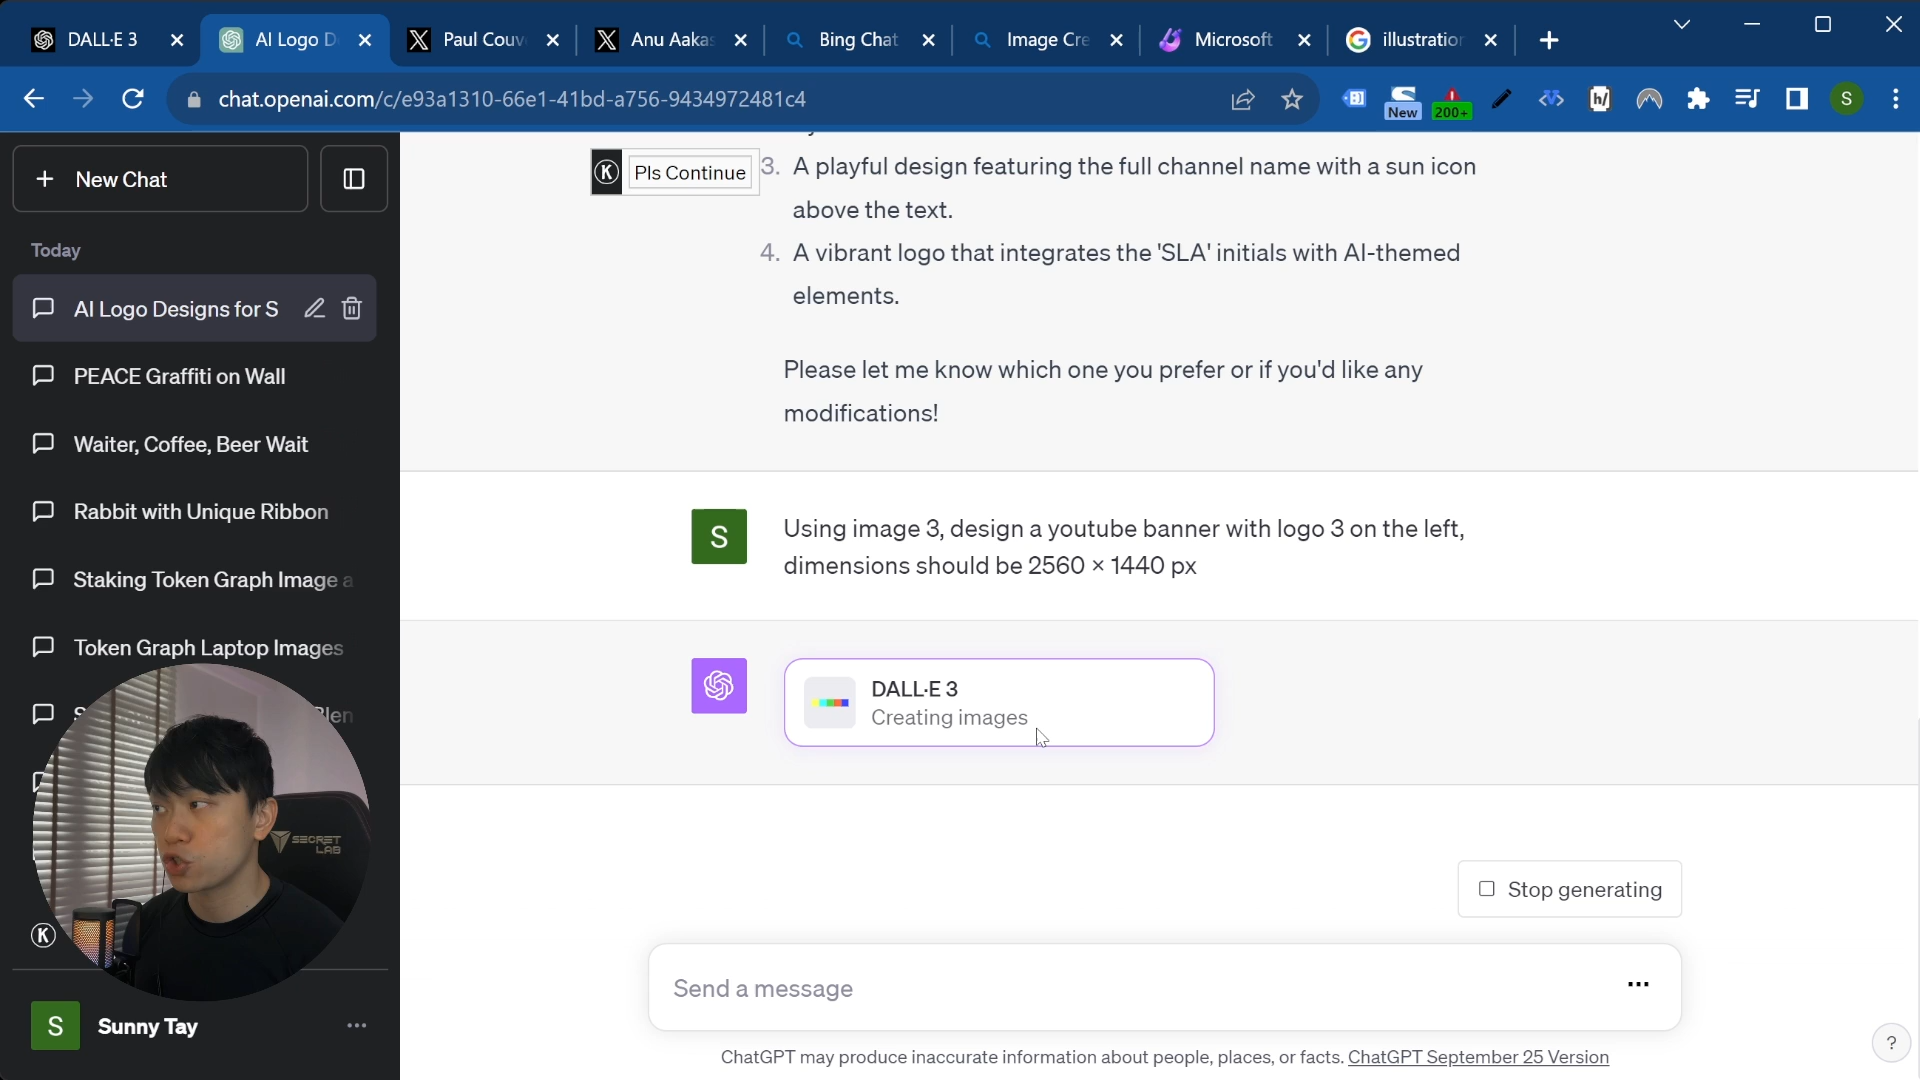 DALL·E 3
AI Logo D
Paul Couv
Anu Aakas
Bing Chat
Image Cre
Microsoft
illustration
chat.openai.com/c/e93a1310-66e1-41bd-a756-9434972481c4
New
200+
h/
S
New Chat
Today
AI Logo Designs for S
PEACE Graffiti on Wall
Waiter, Coffee, Beer Wait
Rabbit with Unique Ribbon
Staking Token Graph Image a
Token Graph Laptop Images
SECRET
LAB
K
S
Sunny Tay
K
Pls Continue
3. A playful design featuring the full channel name with a sun icon
above the text.
4. A vibrant logo that integrates the 'SLA' initials with AI-themed
elements.
Please let me know which one you prefer or if you'd like any
modifications!
S
Using image 3, design a youtube banner with logo 3 on the left,
dimensions should be 2560 × 1440 px
DALL·E 3
Creating images
Stop generating
Send a message
ChatGPT may produce inaccurate information about people, places, or facts. ChatGPT September 25 Version
?